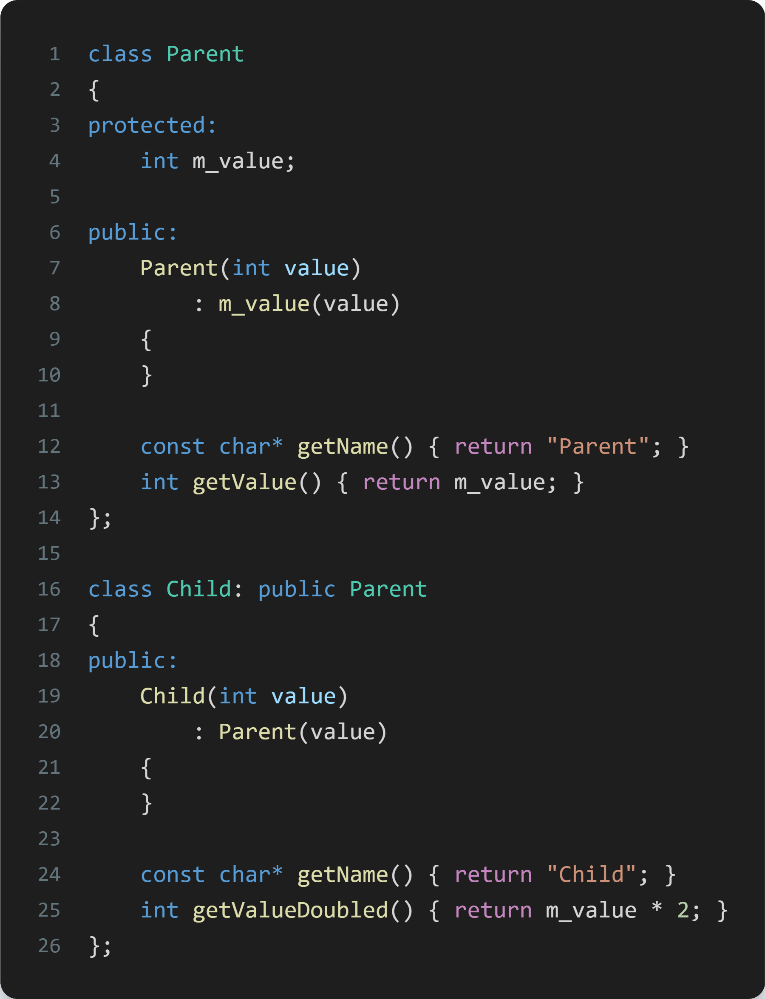 1 class Parent
2 {
3 protected:
4     int m_value;
5
6 public:
7     Parent(int value)
8         : m_value(value)
9     {
10     }
11
12     const char* getName() { return "Parent"; }
13     int getValue() { return m_value; }
14 };
15
16 class Child: public Parent
17 {
18 public:
19     Child(int value)
20         : Parent(value)
21     {
22     }
23
24     const char* getName() { return "Child"; }
25     int getValueDoubled() { return m_value * 2; }
26 };